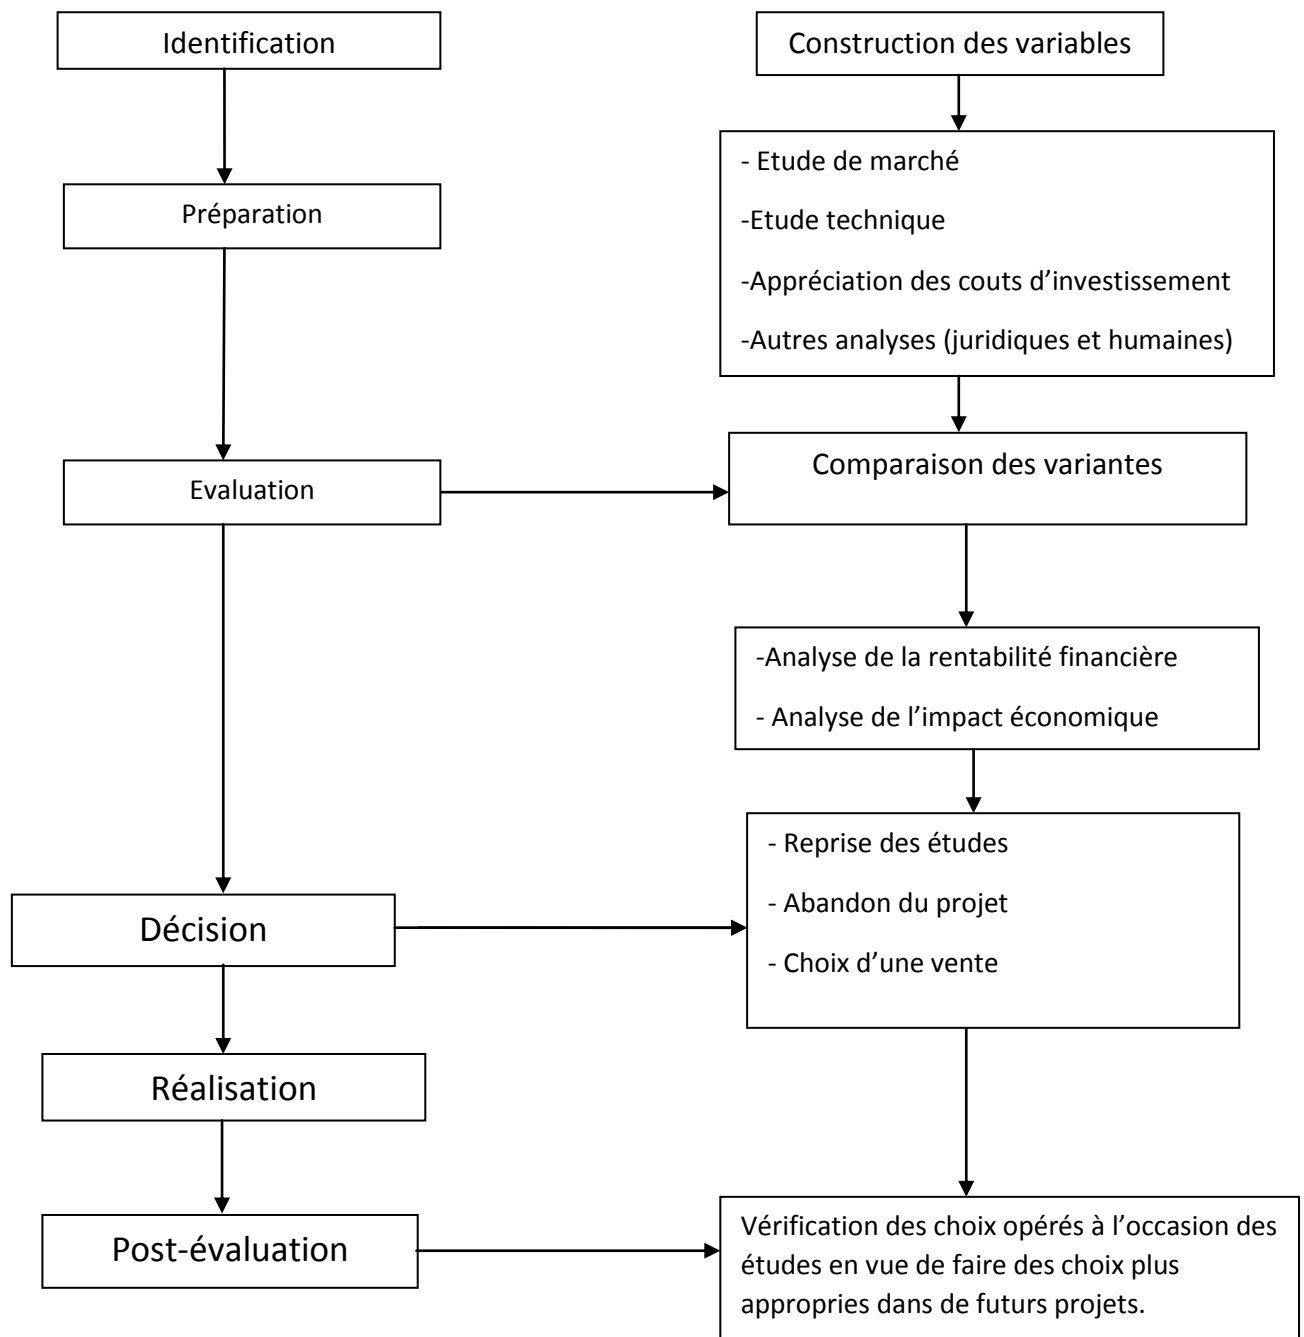 Identification
Construction des variables
- Etude de marché
-Etude technique
-Appréciation des couts d’investissement
-Autres analyses (juridiques et humaines)
Préparation
Evaluation
Comparaison des variantes
-Analyse de la rentabilité financière
- Analyse de l’impact économique
- Reprise des études
- Abandon du projet
- Choix d’une vente
Décision
Réalisation
Post-évaluation
Vérification des choix opérés à l’occasion des
études en vue de faire des choix plus
appropries dans de futurs projets.